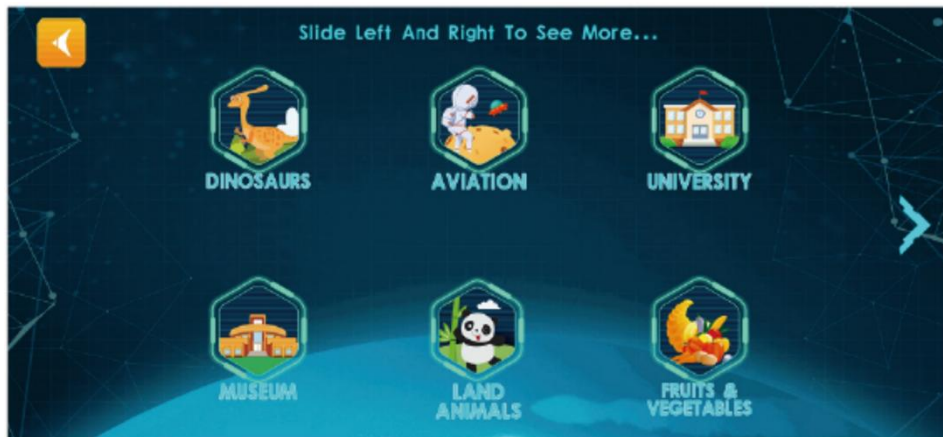 Slide Left And Right To See More...
DINOSAURS
AVIATION
UNIVERSITY
MUSEUM
LAND
ANIMALS
FRUITS &
VEGETABLES